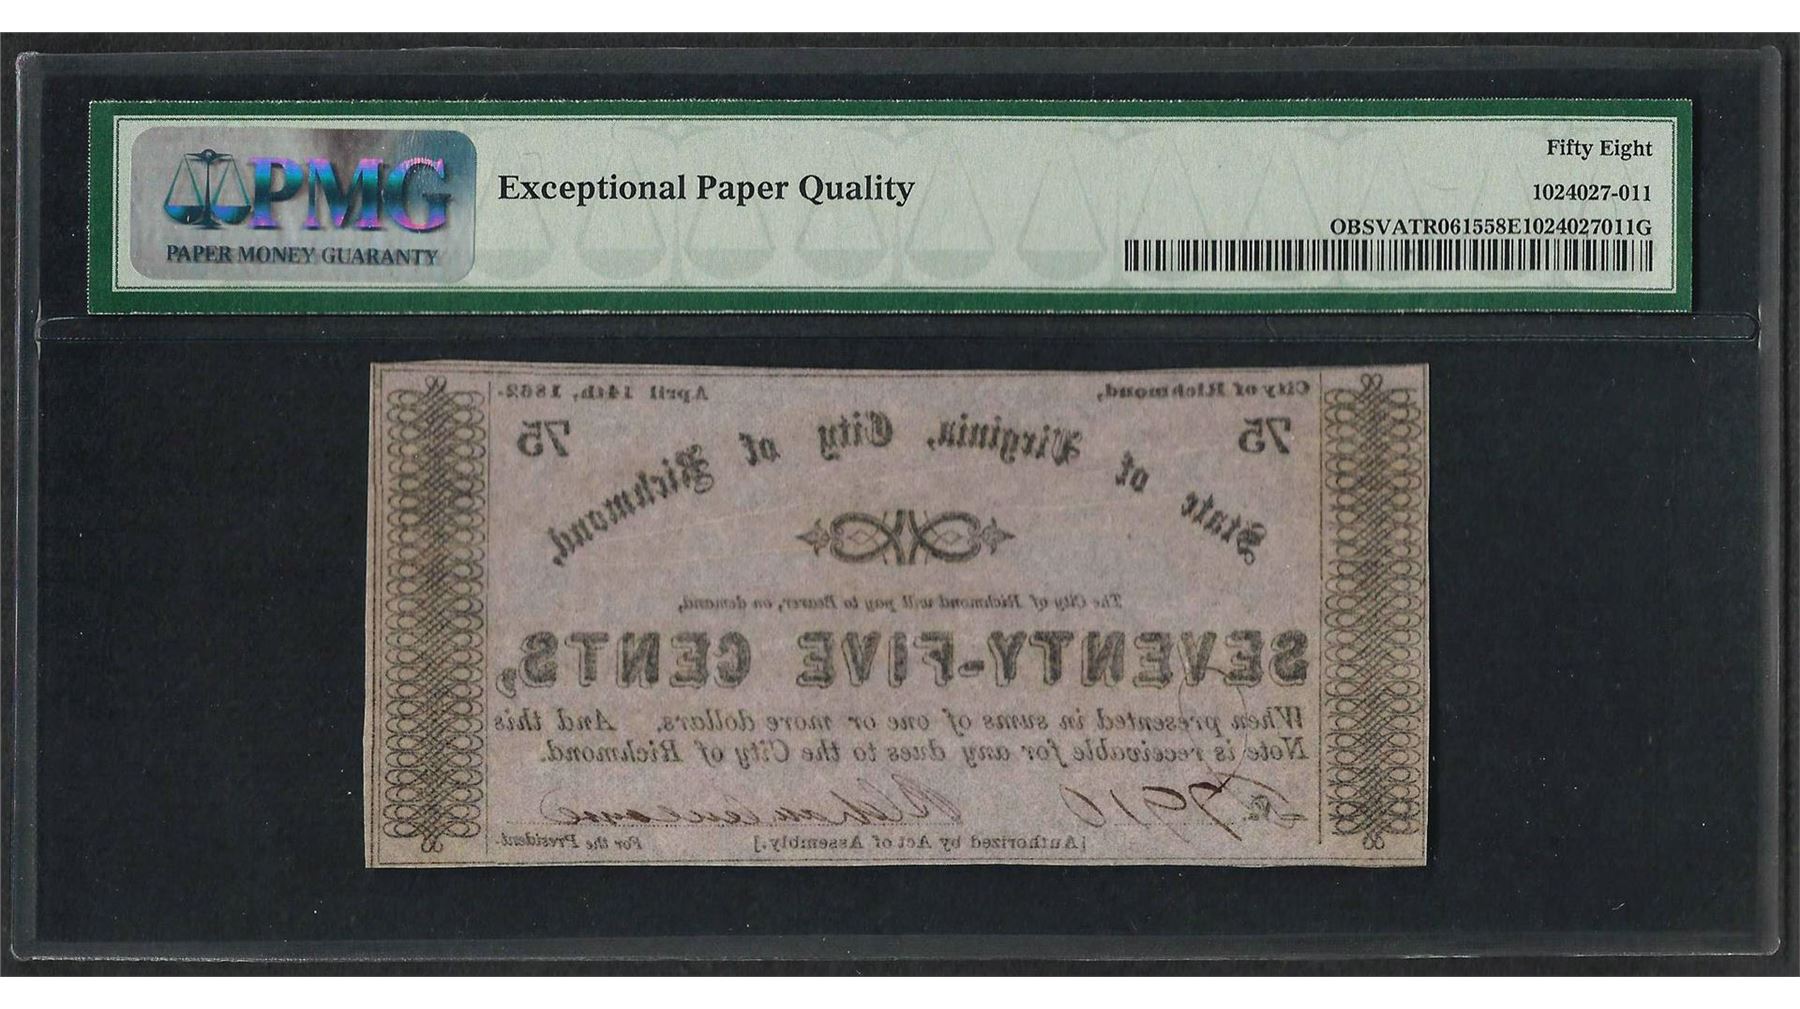 PMG
PAPER MONEY GUARANTY
Exceptional Paper Quality
Fifty Eight
1024027-011
OBSVATR061558E1024027011G
City of Richmond, April 14th, 1862.
75 75
State of Virginia, City of Richmond,
The City of Richmond will pay to Bearer, on demand,
SEVENTY-FIVE CENTS,
When presented in sums of one or more dollars. And this
Note is receivable for any dues to the City of Richmond.
No 7910
[Authorized by Act of Assembly.] For the President.